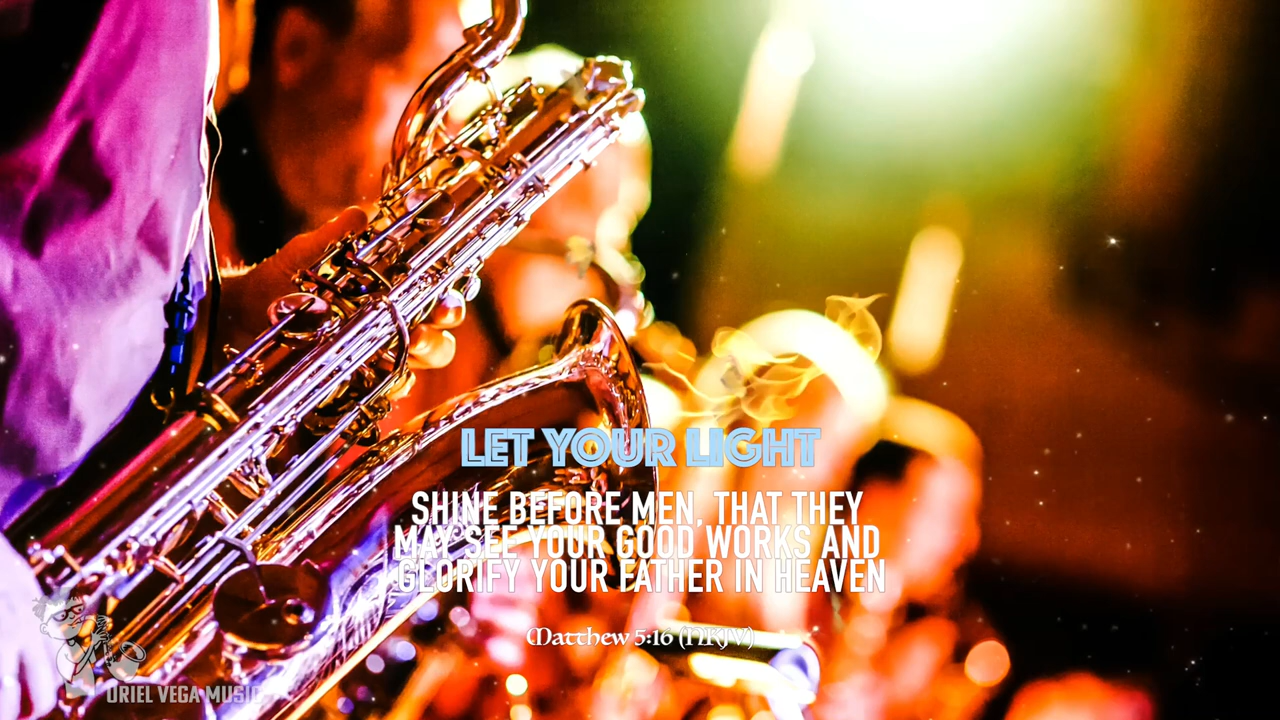 LET YOUR LIGHT
SHINE BEFORE MEN, THAT THEY
MAY SEE YOUR GOOD WORKS AND
GLORIFY YOUR FATHER IN HEAVEN
Matthew 5:16 (NKJV)
ORIEL VEGA MUSIC